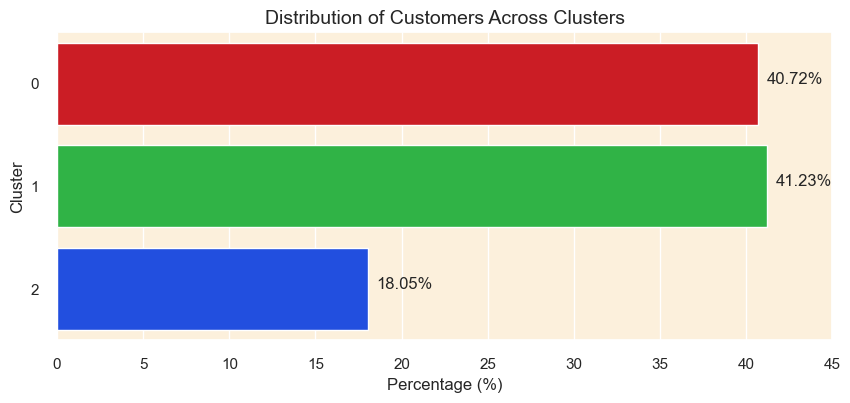 Distribution of Customers Across Clusters
0
40.72%
1
41.23%
2
18.05%
Cluster
0 5 10 15 20 25 30 35 40 45
Percentage (%)